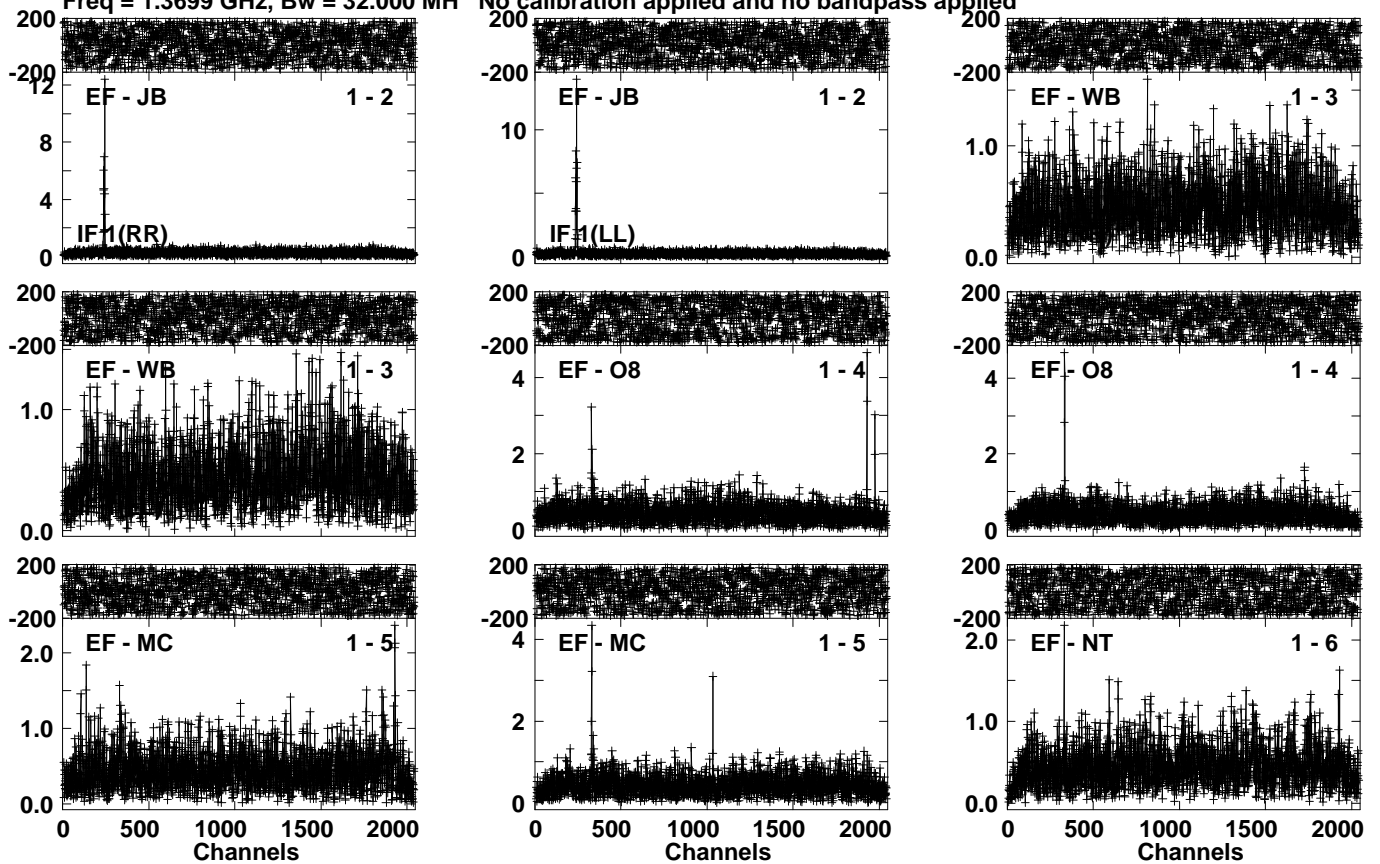 Freq = 1.3699 GHz, Bw = 32.000 MH No calibration applied and no bandpass applied
200 200 200
-200 -200 -200
12
EF - JB 1 - 2 EF - JB 1 - 2 EF - WB 1 - 3
8 10 1.0
4
IF 1(RR) IF 1(LL)
0 0 0.0
200 200 200
-200 -200 -200
EF - WB 1 - 3 EF - O8 1 - 4 EF - O8 1 - 4
1.0 4 4
2 2
0.0 0 0
200 200 200
-200 -200 -200
EF - MC 1 - 5 EF - MC 1 - 5 EF - NT 1 - 6
2.0 4 2.0
1.0 2 1.0
0.0 0 0.0
0 500 1000 1500 2000 0 500 1000 1500 2000 0 500 1000 1500 2000
Channels Channels Channels